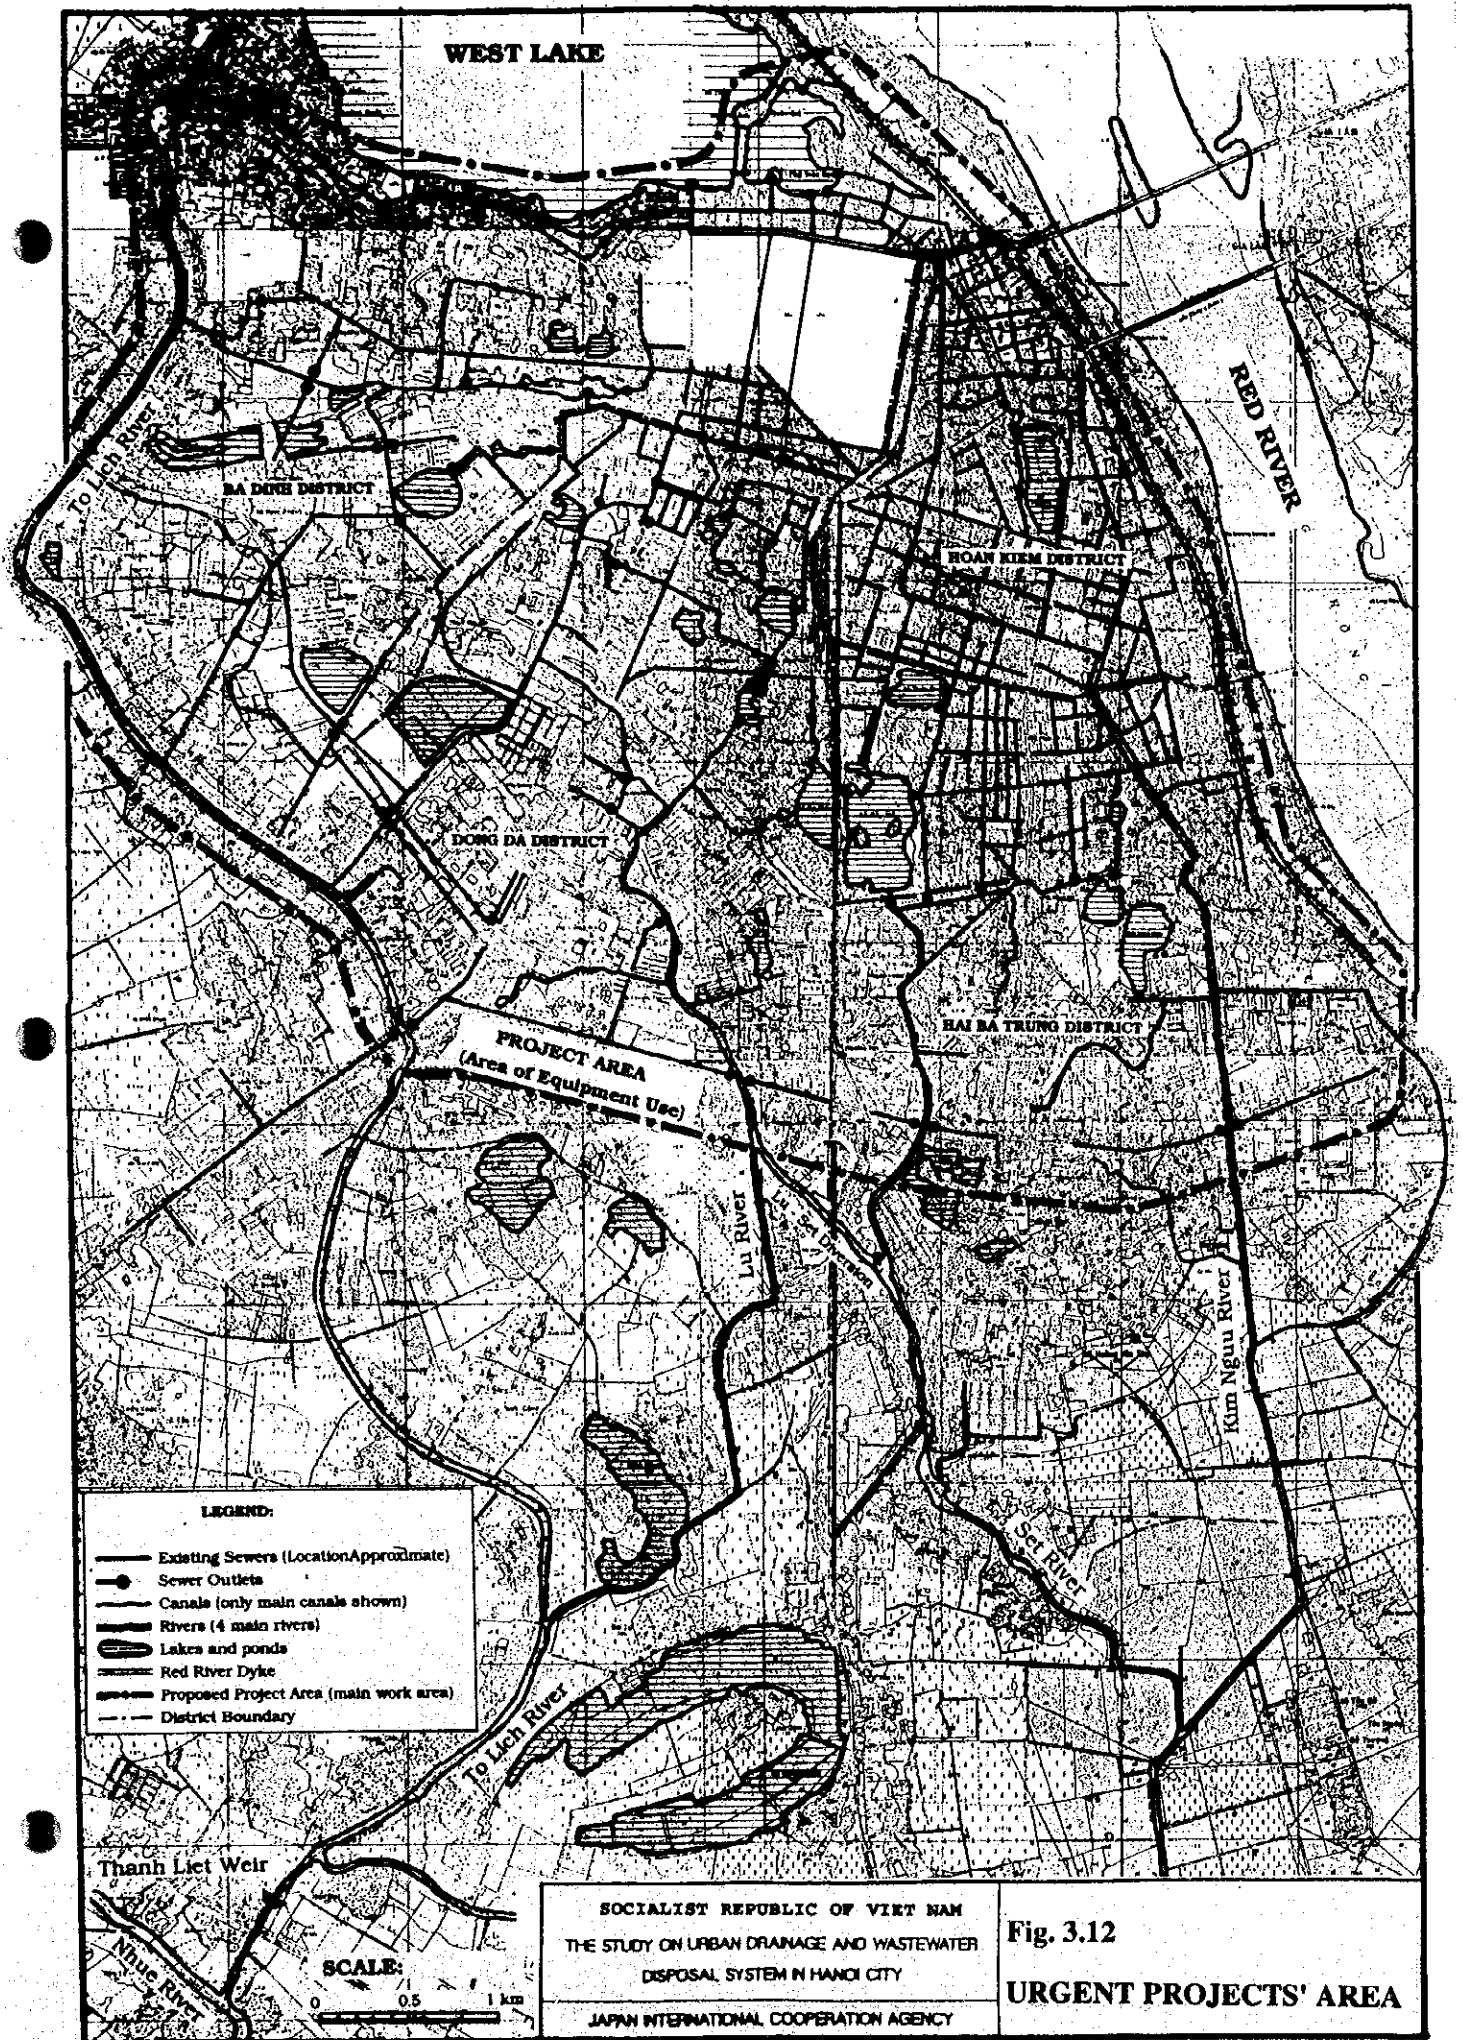 WEST LAKE
RED RIVER
To Lich River
BA DINH DISTRICT
HOAN KIEM DISTRICT
DONG DA DISTRICT
HAI BA TRUNG DISTRICT
PROJECT AREA
(Area of Equipment Use)
Lu River
Lu - Set Diversion
Kim Nguu River
Set River
To Lich River
Thanh Liet Weir
Nhue River
LEGEND:
Existing Sewers (Location Approximate)
Sewer Outlets
Canals (only main canals shown)
Rivers (4 main rivers)
Lakes and ponds
Red River Dyke
Proposed Project Area (main work area)
District Boundary
SCALE:
0 0.5 1 km
SOCIALIST REPUBLIC OF VIET NAM
THE STUDY ON URBAN DRAINAGE AND WASTEWATER
DISPOSAL SYSTEM IN HANOI CITY
JAPAN INTERNATIONAL COOPERATION AGENCY
Fig. 3.12
URGENT PROJECTS' AREA